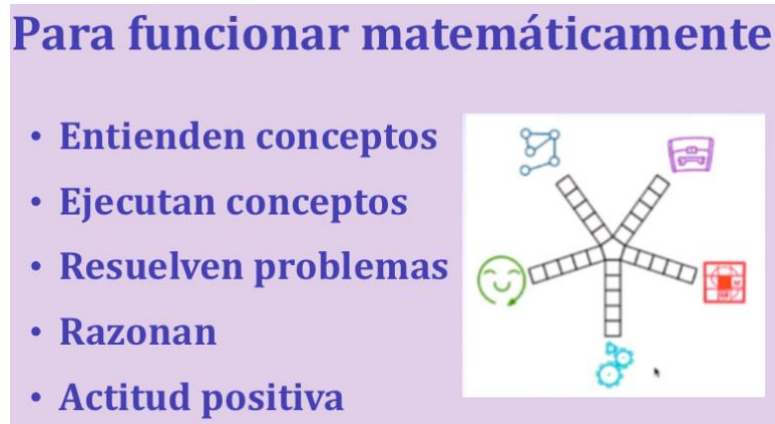 Para funcionar matemáticamente
• Entienden conceptos
• Ejecutan conceptos
• Resuelven problemas
• Razonan
• Actitud positiva